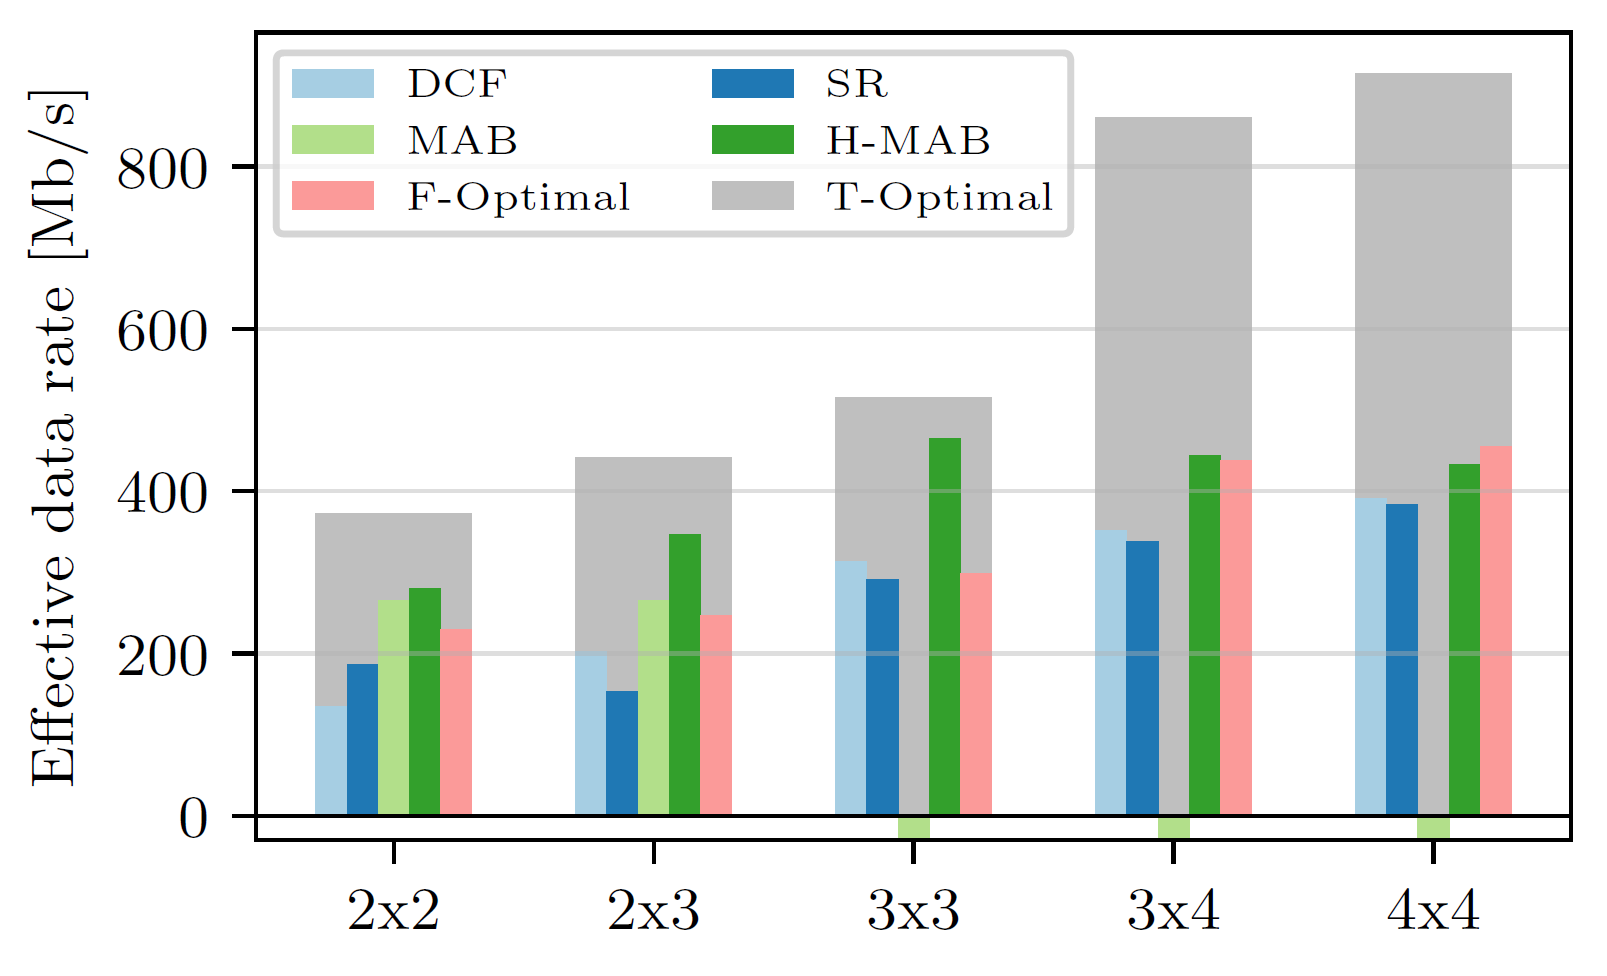 Effective data rate [Mb/s]
DCF
MAB
F-Optimal
SR
H-MAB
T-Optimal
800
600
400
200
0
2x2
2x3
3x3
3x4
4x4